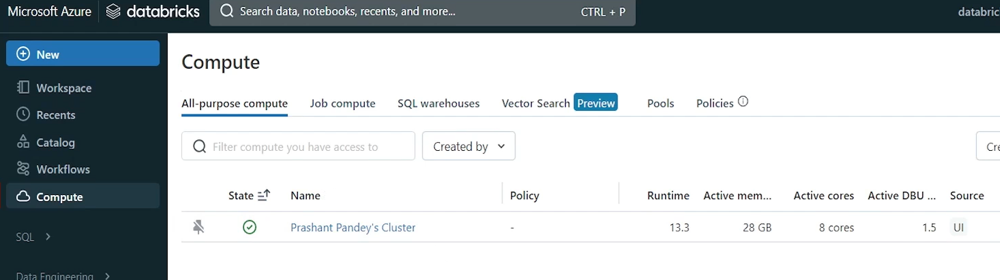 Microsoft Azure databricks Search data, notebooks, recents, and more... CTRL + P databric
New
Workspace
Recents
Catalog
Workflows
Compute
SQL
Data Engineering
Compute
All-purpose compute Job compute SQL warehouses Vector Search Preview Pools Policies
Filter compute you have access to Created by Cre
State Name Policy Runtime Active mem... Active cores Active DBU ... Source
Prashant Pandey's Cluster - 13.3 28 GB 8 cores 1.5 UI